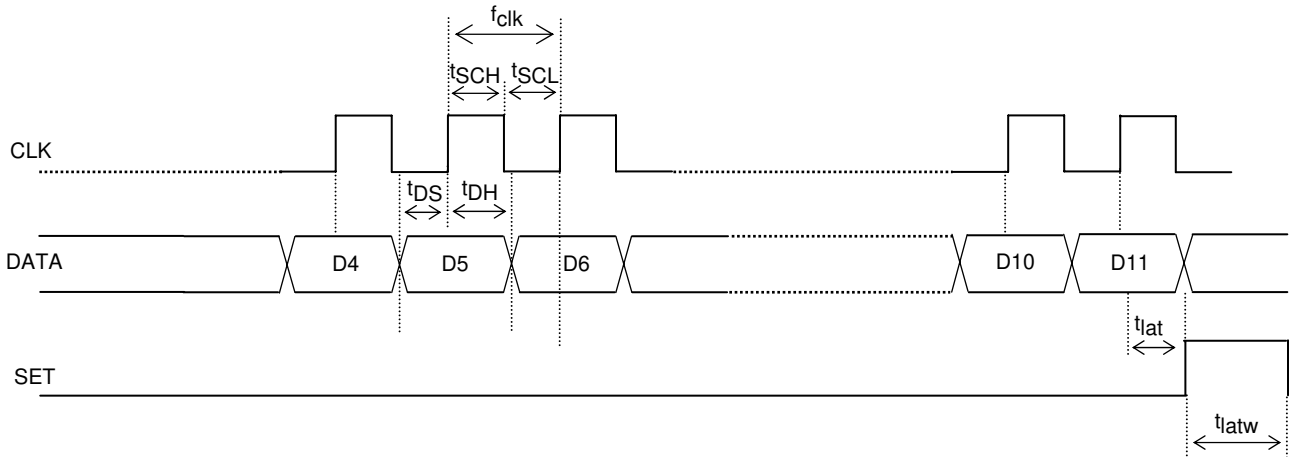 fclk
tSCH tSCL
CLK
tDS tDH
DATA D4 D5 D6 D10 D11
tlat
SET
tlatw